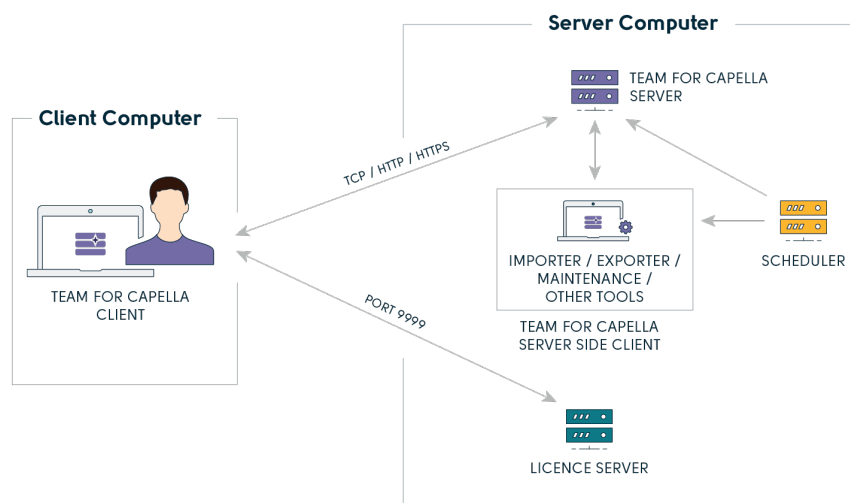 Server Computer
TEAM FOR CAPELLA
SERVER
Client Computer
TCP / HTTP / HTTPS
IMPORTER / EXPORTER /
MAINTENANCE /
OTHER TOOLS
SCHEDULER
TEAM FOR CAPELLA
CLIENT
PORT 9999
TEAM FOR CAPELLA
SERVER SIDE CLIENT
LICENCE SERVER